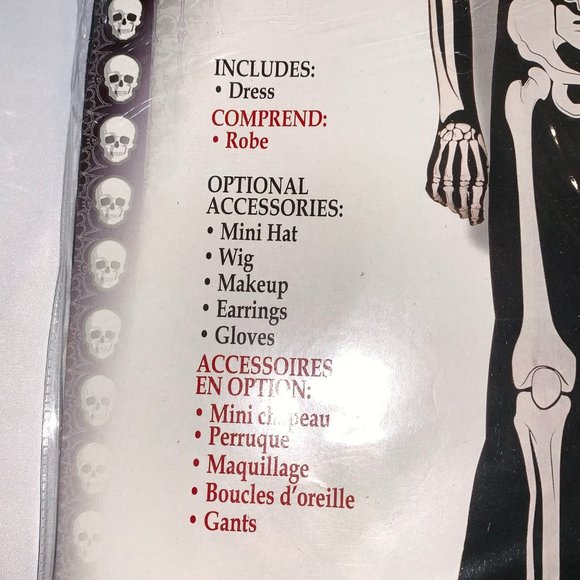 INCLUDES:
• Dress
COMPREND:
• Robe
OPTIONAL
ACCESSORIES:
• Mini Hat
• Wig
• Makeup
• Earrings
• Gloves
ACCESSOIRES
EN OPTION:
• Mini chapeau
• Perruque
• Maquillage
• Boucles d'oreille
• Gants